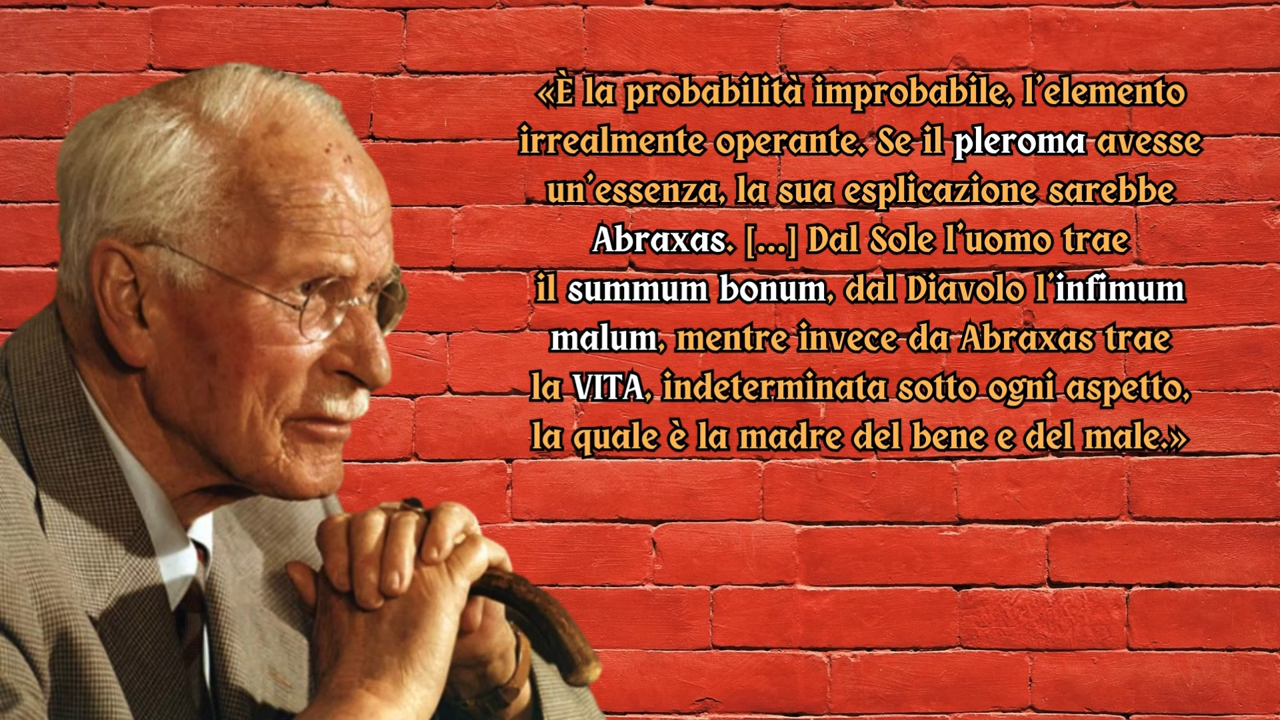 «È la probabilità improbabile, l'elemento
irrealmente operante. Se il pleroma avesse
un'essenza, la sua esplicazione sarebbe
Abraxas. [...] Dal Sole l'uomo trae
il summum bonum, dal Diavolo l'infimum
malum, mentre invece da Abraxas trae
la VITA, indeterminata sotto ogni aspetto,
la quale è la madre del bene e del male.»